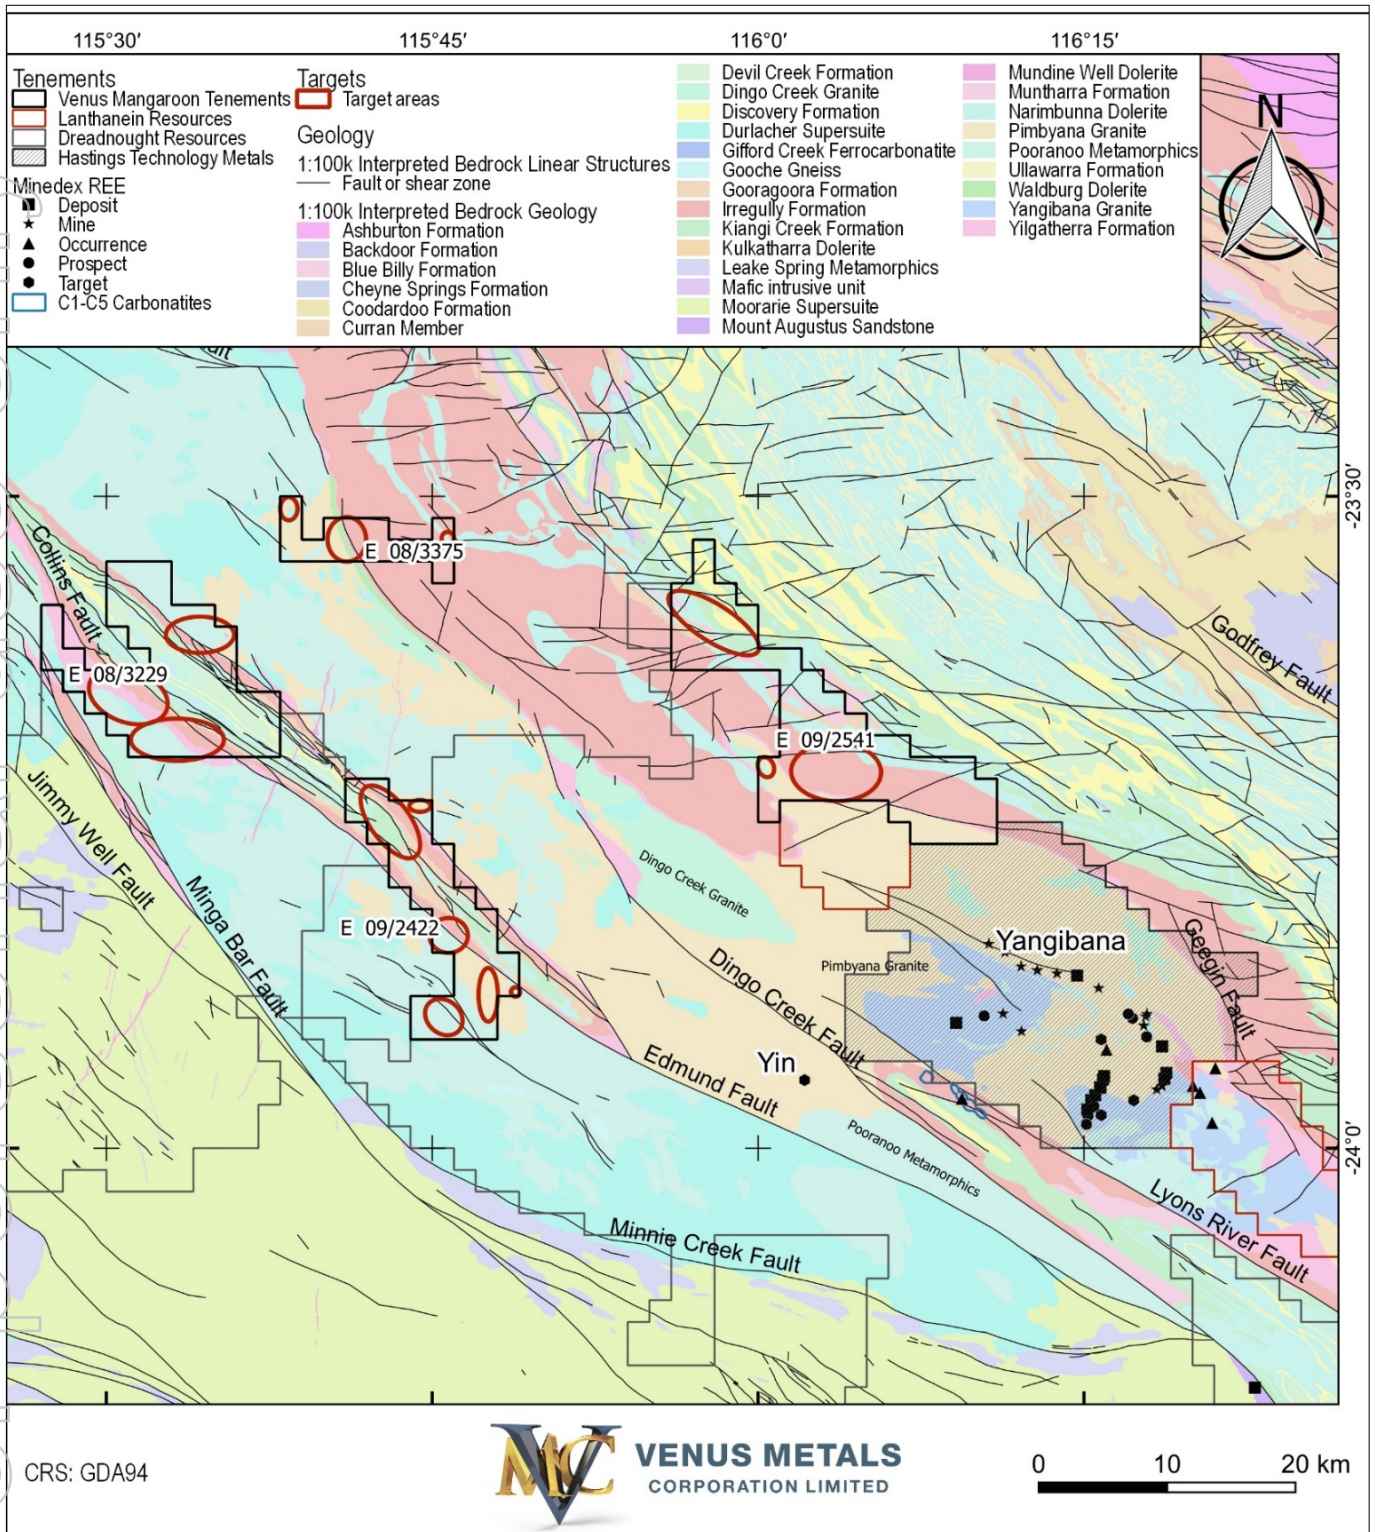 115°30′ 115°45′ 116°0′ 116°15′
Tenements
Venus Mangaroon Tenements
Lanthanein Resources
Dreadnought Resources
Hastings Technology Metals
Minedex REE
Deposit
Mine
Occurrence
Prospect
Target
C1-C5 Carbonatites
Targets
Target areas
Geology
1:100k Interpreted Bedrock Linear Structures
Fault or shear zone
1:100k Interpreted Bedrock Geology
Ashburton Formation
Backdoor Formation
Blue Billy Formation
Cheyne Springs Formation
Coodardoo Formation
Curran Member
Devil Creek Formation
Dingo Creek Granite
Discovery Formation
Durlacher Supersuite
Gifford Creek Ferrocarbonatite
Gooche Gneiss
Gooragoora Formation
Irregully Formation
Kiangi Creek Formation
Kulkatharra Dolerite
Leake Spring Metamorphics
Mafic intrusive unit
Moorarie Supersuite
Mount Augustus Sandstone
Mundine Well Dolerite
Muntharra Formation
Narimbunna Dolerite
Pimbyana Granite
Pooranoo Metamorphics
Ullawarra Formation
Waldburg Dolerite
Yangibana Granite
Yilgatherra Formation
N
-23°30′
Collins Fault
E 08/3375
Godfrey Fault
E 08/3229
E 09/2541
Jimmy Well Fault
Minga Bar Fault
Dingo Creek Granite
E 09/2422
Yangibana
Geegin Fault
Pimbyana Granite
Dingo Creek Fault
Yin
Edmund Fault
Pooranoo Metamorphics
-24°0′
Lyons River Fault
Minnie Creek Fault
CRS: GDA94
VMC
VENUS METALS
CORPORATION LIMITED
0 10 20 km